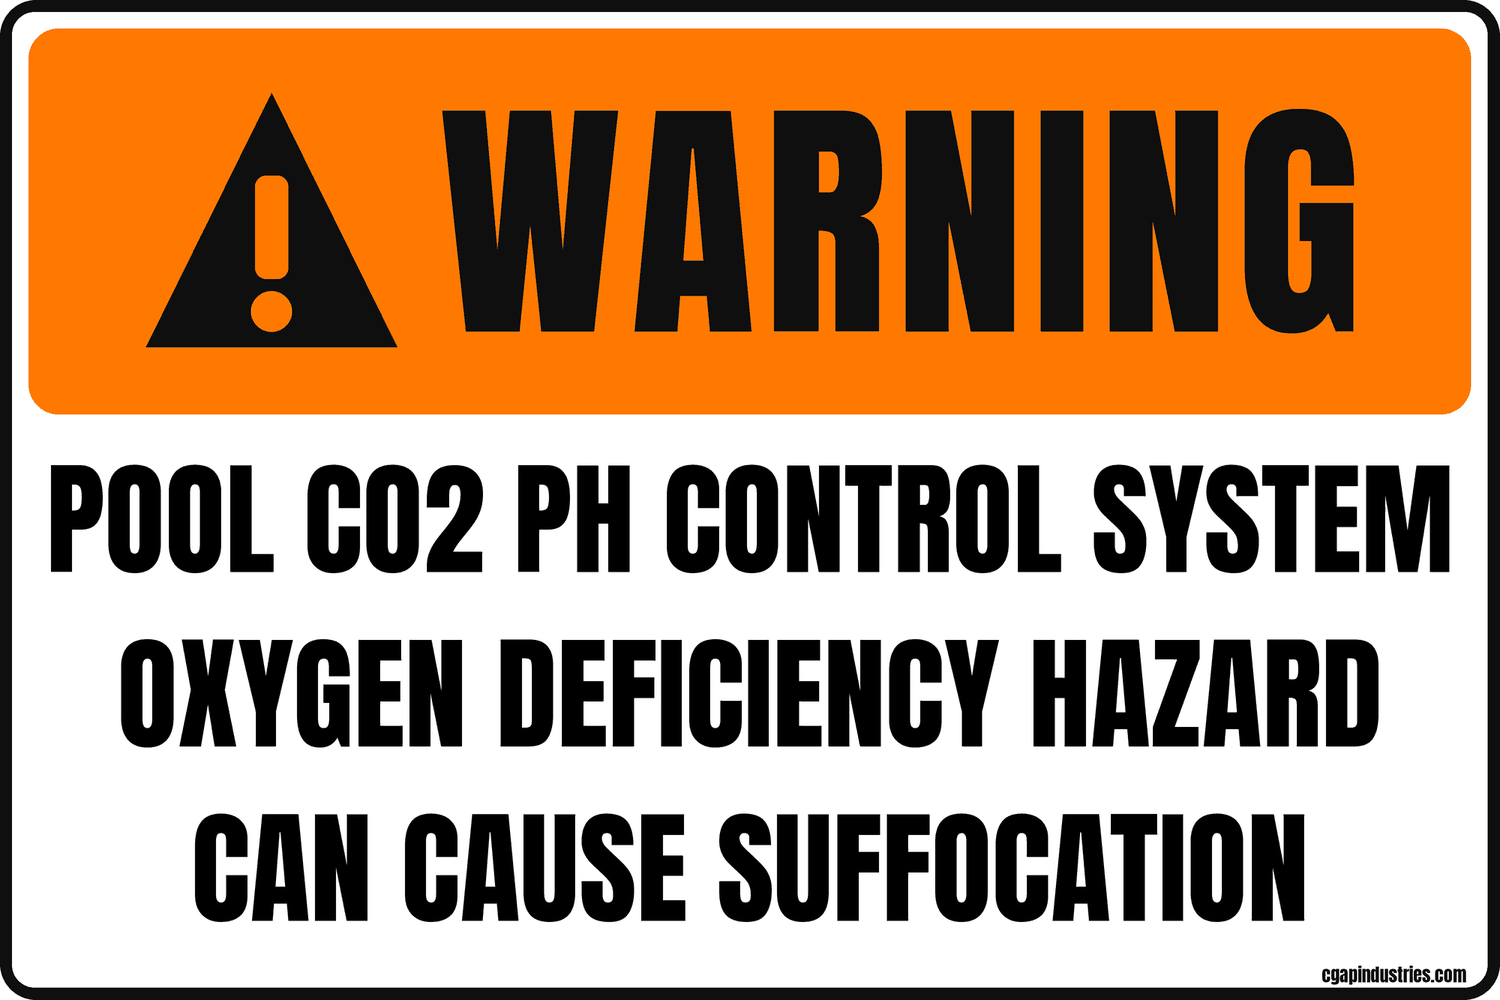 WARNING
POOL CO2 PH CONTROL SYSTEM
OXYGEN DEFICIENCY HAZARD
CAN CAUSE SUFFOCATION
cgapindustries.com